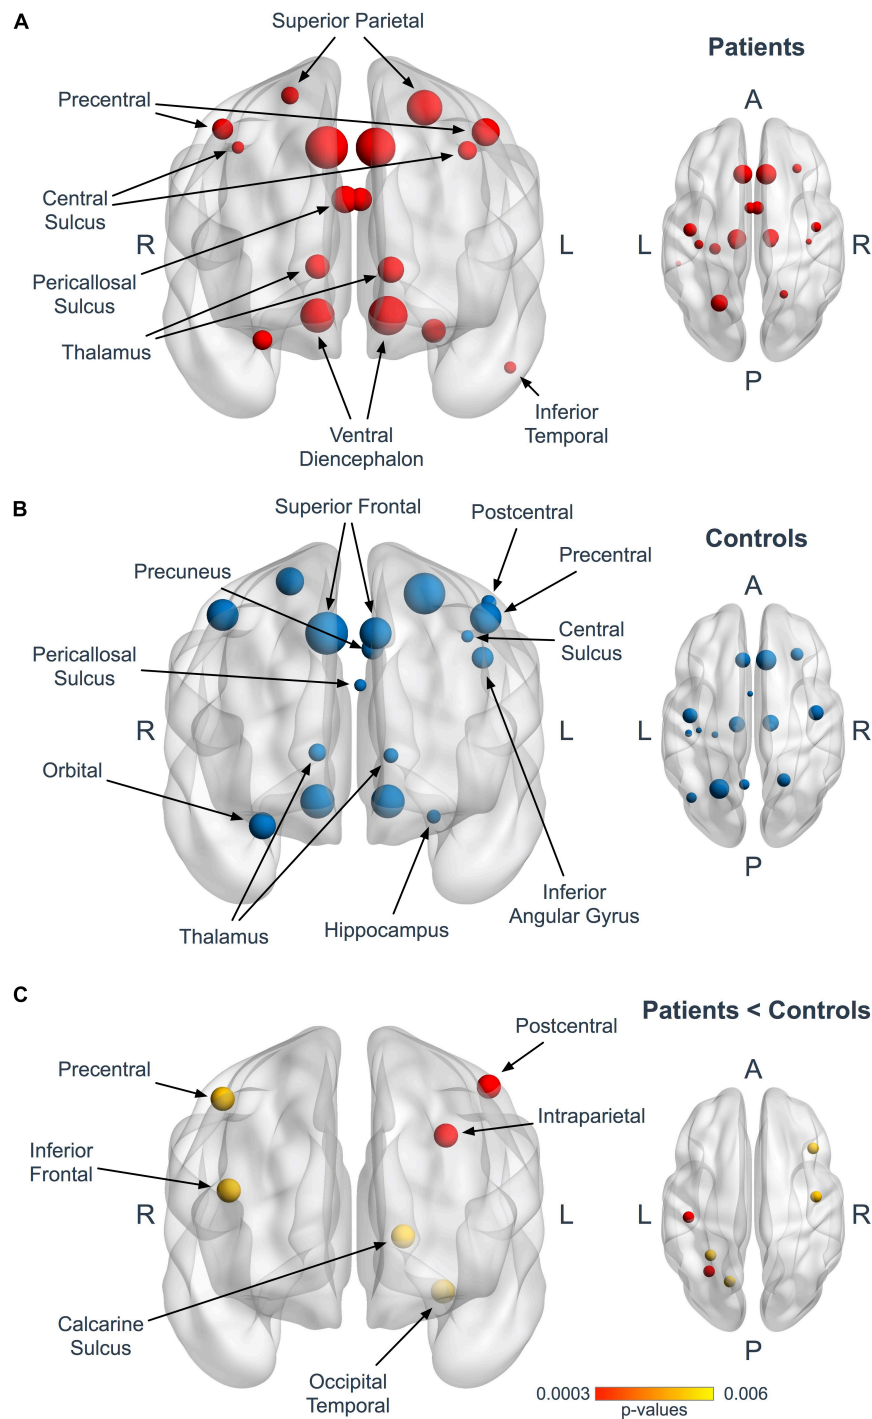 A
Superior Parietal
Patients
Precentral
A
Central
Sulcus
R
L
L
R
Pericallosal
Sulcus
Thalamus
P
Inferior
Temporal
Ventral
Diencephalon
B
Superior Frontal
Postcentral
Controls
Precentral
Precuneus
A
Central
Sulcus
Pericallosal
Sulcus
R
L
L
R
Orbital
P
Inferior
Angular Gyrus
Thalamus
Hippocampus
C
Patients < Controls
Postcentral
Precentral
A
Intraparietal
Inferior
Frontal
R
L
L
R
Calcarine
Sulcus
P
Occipital
Temporal
0.0003
0.006
p-values